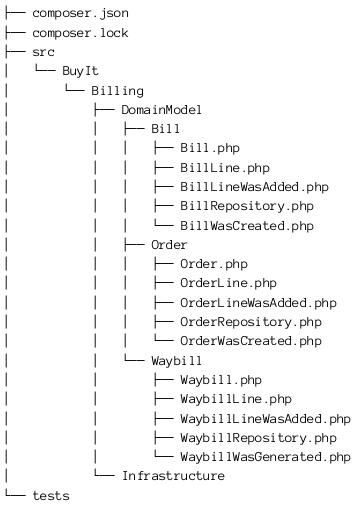 ├── composer.json
├── composer.lock
├── src
│   └── BuyIt
│       └── Billing
│           ├── DomainModel
│           │   ├── Bill
│           │   │   ├── Bill.php
│           │   │   ├── BillLine.php
│           │   │   ├── BillLineWasAdded.php
│           │   │   ├── BillRepository.php
│           │   │   └── BillWasCreated.php
│           │   ├── Order
│           │   │   ├── Order.php
│           │   │   ├── OrderLine.php
│           │   │   ├── OrderLineWasAdded.php
│           │   │   ├── OrderRepository.php
│           │   │   └── OrderWasCreated.php
│           │   └── Waybill
│           │       ├── Waybill.php
│           │       ├── WaybillLine.php
│           │       ├── WaybillLineWasAdded.php
│           │       ├── WaybillRepository.php
│           │       └── WaybillWasGenerated.php
│           └── Infrastructure
└── tests